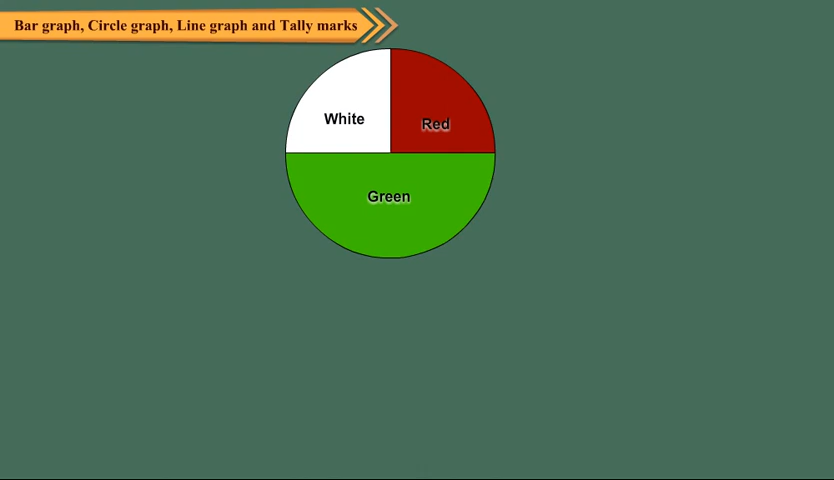 Bar graph, Circle graph, Line graph and Tally marks
White
Red
Green